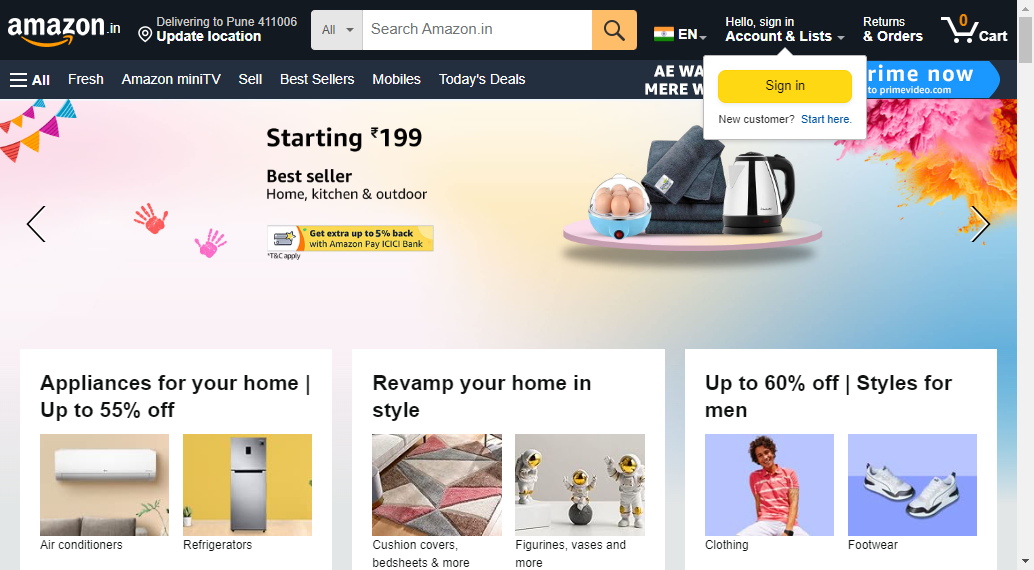 amazon.in
Delivering to Pune 411006
Update location
All
Search Amazon.in
EN
Hello, sign in
Account & Lists
Returns
& Orders
0
Cart
All
Fresh
Amazon miniTV
Sell
Best Sellers
Mobiles
Today's Deals
AE WA
MERE W
rime now
to primevideo.com
Sign in
New customer? Start here.
Starting ₹199
Best seller
Home, kitchen & outdoor
Get extra up to 5% back
with Amazon Pay ICICI Bank
*T&C apply
Appliances for your home |
Up to 55% off
Air conditioners
Refrigerators
Revamp your home in
style
Cushion covers,
bedsheets & more
Figurines, vases and
more
Up to 60% off | Styles for
men
Clothing
Footwear